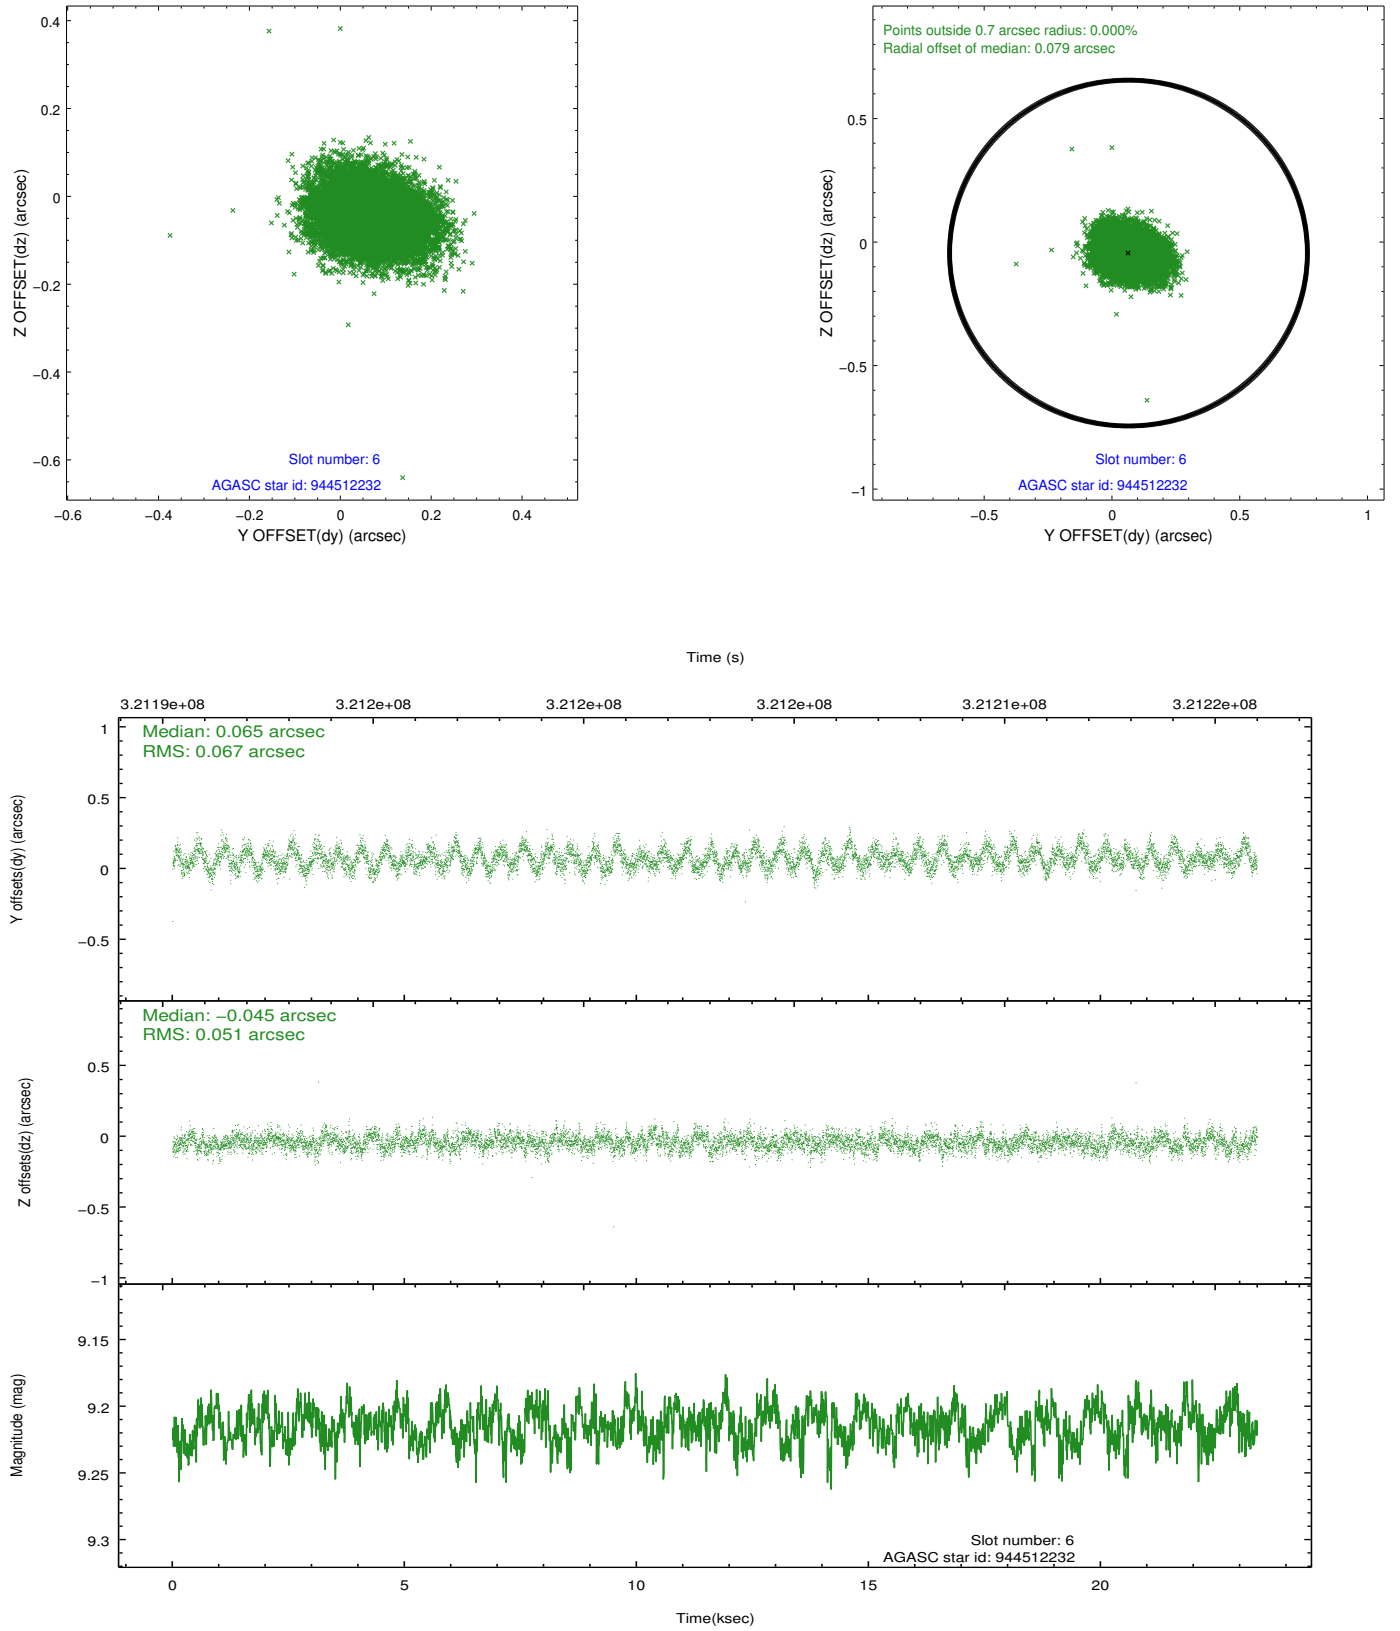 0.4
0.2
0
−0.2
−0.4
−0.6
Z OFFSET(dz) (arcsec)
Slot number: 6
AGASC star id: 944512232
−0.6 −0.4 −0.2 0 0.2 0.4
Y OFFSET(dy) (arcsec)
Points outside 0.7 arcsec radius: 0.000%
Radial offset of median: 0.079 arcsec
0.5
0
−0.5
−1
Z OFFSET(dz) (arcsec)
Slot number: 6
AGASC star id: 944512232
−0.5 0 0.5 1
Y OFFSET(dy) (arcsec)
Time (s)
3.2119e+08 3.212e+08 3.212e+08 3.212e+08 3.2121e+08 3.2122e+08
Median: 0.065 arcsec
RMS: 0.067 arcsec
1
0.5
0
−0.5
Y offsets(dy) (arcsec)
Median: −0.045 arcsec
RMS: 0.051 arcsec
0.5
0
−0.5
−1
Z offsets(dz) (arcsec)
9.15
9.2
9.25
9.3
Magnitude (mag)
Slot number: 6
AGASC star id: 944512232
0 5 10 15 20
Time(ksec)